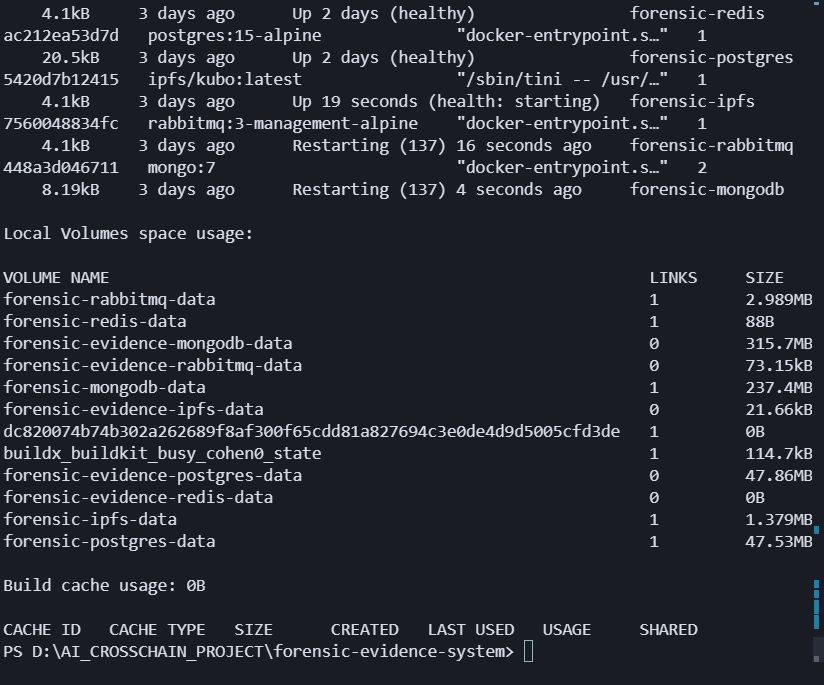 4.1kB 3 days ago Up 2 days (healthy) forensic-redis
ac212ea53d7d postgres:15-alpine "docker-entrypoint.s…" 1
20.5kB 3 days ago Up 2 days (healthy) forensic-postgres
5420d7b12415 ipfs/kubo:latest "/sbin/tini -- /usr/…" 1
4.1kB 3 days ago Up 19 seconds (health: starting) forensic-ipfs
7560048834fc rabbitmq:3-management-alpine "docker-entrypoint.s…" 1
4.1kB 3 days ago Restarting (137) 16 seconds ago forensic-rabbitmq
448a3d046711 mongo:7 "docker-entrypoint.s…" 2
8.19kB 3 days ago Restarting (137) 4 seconds ago forensic-mongodb
Local Volumes space usage:
VOLUME NAME LINKS SIZE
forensic-rabbitmq-data 1 2.989MB
forensic-redis-data 1 88B
forensic-evidence-mongodb-data 0 315.7MB
forensic-evidence-rabbitmq-data 0 73.15kB
forensic-mongodb-data 1 237.4MB
forensic-evidence-ipfs-data 0 21.66kB
dc820074b74b302a262689f8af300f65cdd81a827694c3e0de4d9d5005cfd3de 1 0B
buildx_buildkit_busy_cohen0_state 1 114.7kB
forensic-evidence-postgres-data 0 47.86MB
forensic-evidence-redis-data 0 0B
forensic-ipfs-data 1 1.379MB
forensic-postgres-data 1 47.53MB
Build cache usage: 0B
CACHE ID CACHE TYPE SIZE CREATED LAST USED USAGE SHARED
PS D:\AI_CROSSCHAIN_PROJECT\forensic-evidence-system>